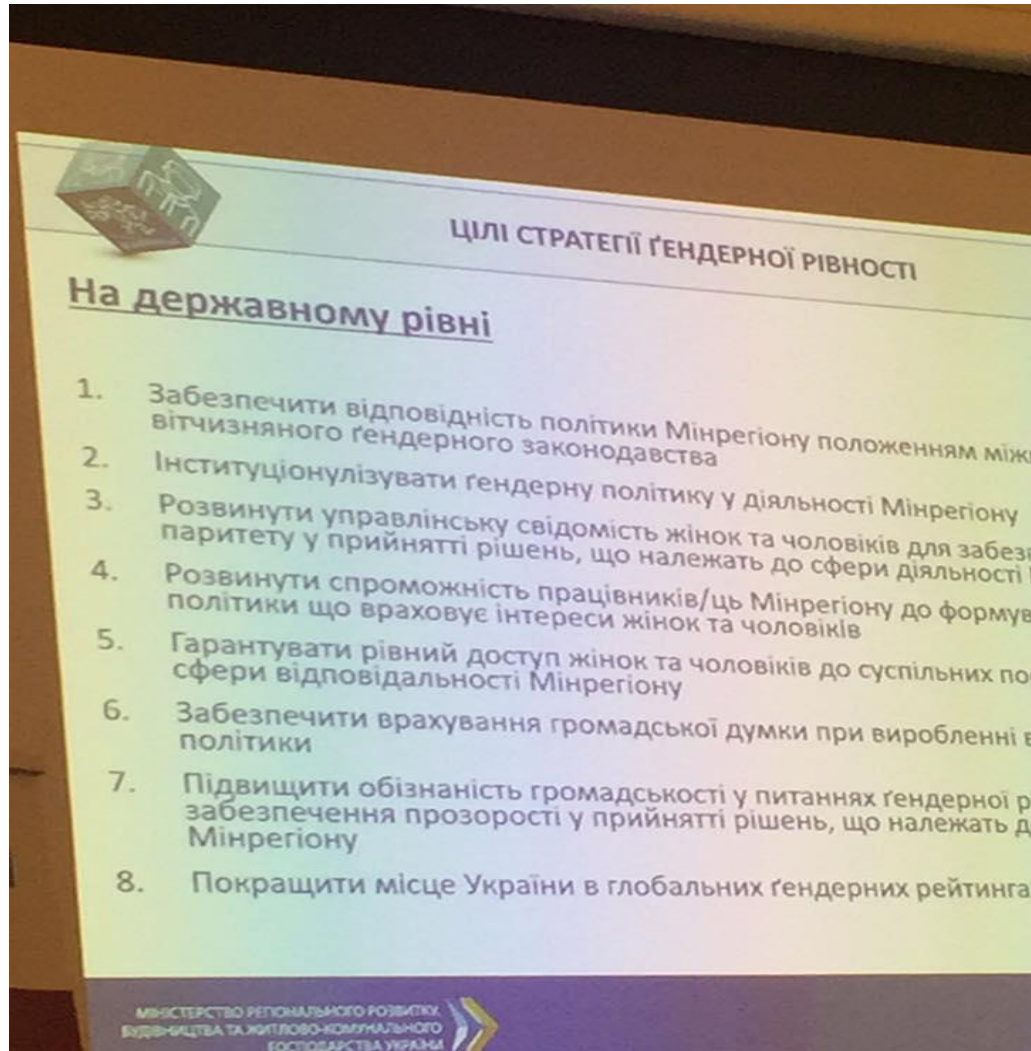 ЦІЛІ СТРАТЕГІЇ ҐЕНДЕРНОЇ РІВНОСТІ
На державному рівні
1. Забезпечити відповідність політики Мінрегіону положенням
вітчизняного ґендерного законодавства
2. Інституціонулізувати ґендерну політику у діяльності Мінрегіону
3. Розвинути управлінську свідомість жінок та чоловіків для
паритету у прийнятті рішень, що належать до сфери діяльності
4. Розвинути спроможність працівників/ць Мінрегіону до
політики що враховує інтереси жінок та чоловіків
5. Гарантувати рівний доступ жінок та чоловіків до суспільних
сфери відповідальності Мінрегіону
6. Забезпечити врахування громадської думки при виробленні
політики
7. Підвищити обізнаність громадськості у питаннях ґендерної
забезпечення прозорості у прийнятті рішень, що належать
Мінрегіону
8. Покращити місце України в глобальних ґендерних
МІНІСТЕРСТВО РЕГІОНАЛЬНОГО РОЗВИТКУ,
БУДІВНИЦТВА ТА ЖИТЛОВО-КОМУНАЛЬНОГО
ГОСПОДАРСТВА УКРАЇНИ